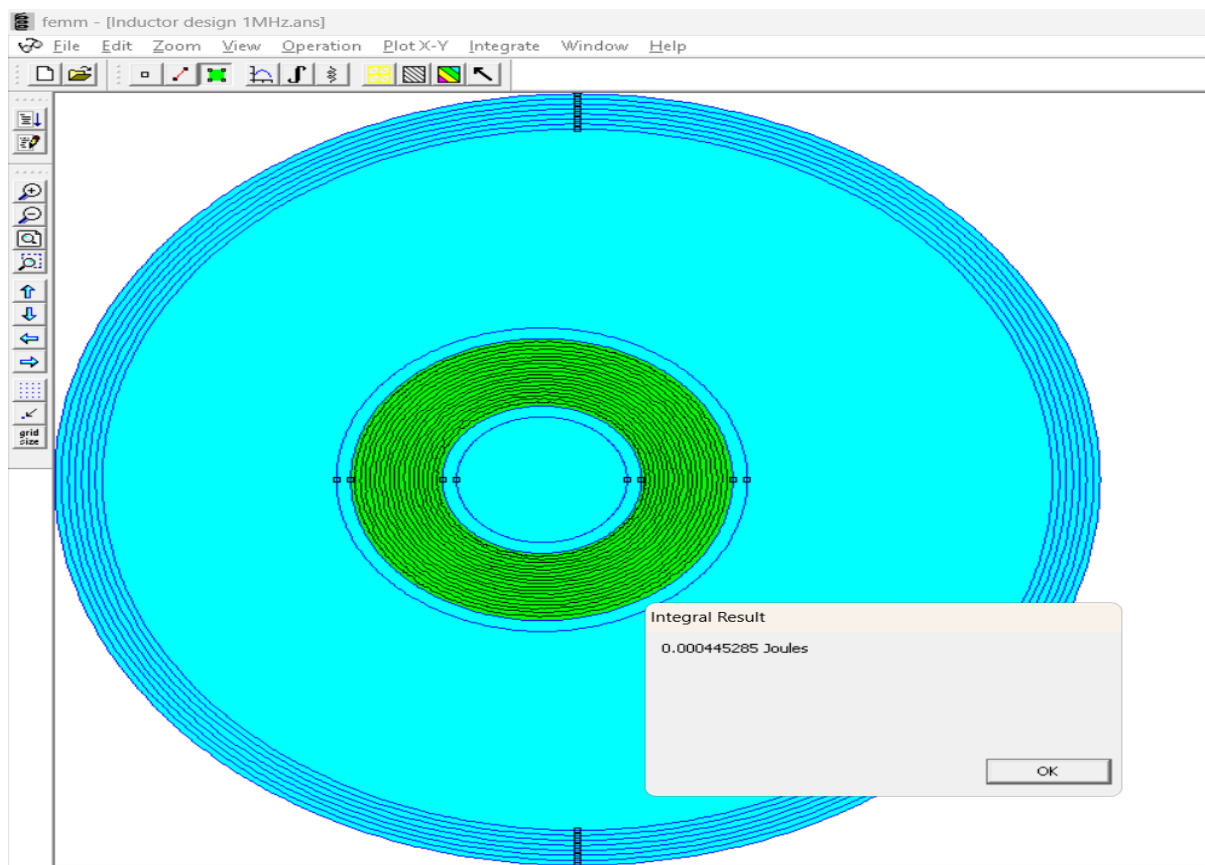 femm - [Inductor design 1MHz.ans]
File Edit Zoom View Operation Plot X-Y Integrate Window Help
grid
size
Integral Result
0.000445285 Joules
OK